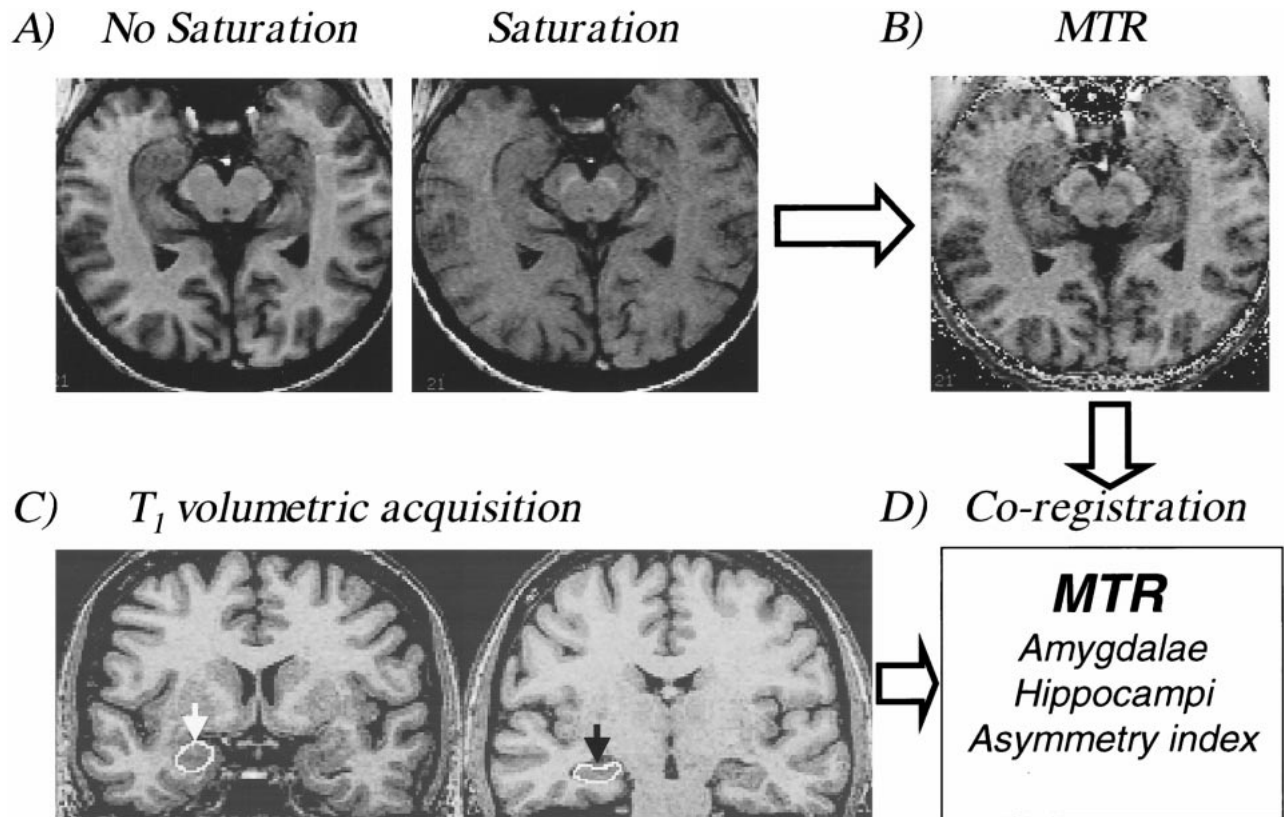 A) No Saturation Saturation B) MTR
21 21 21
C) T₁ volumetric acquisition D) Co-registration
MTR
Amygdalae
Hippocampi
Asymmetry index